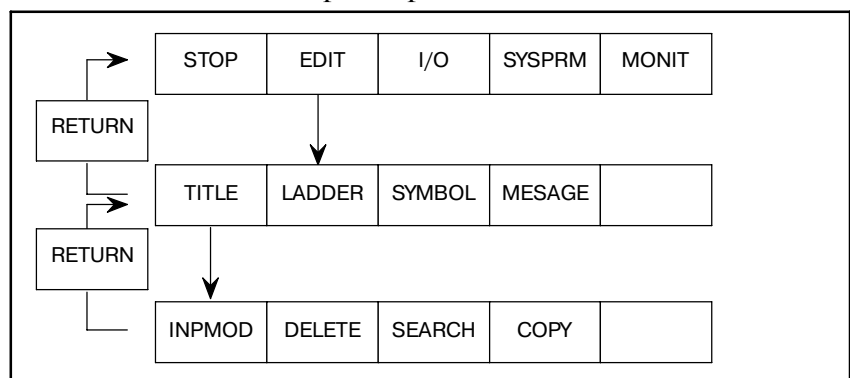 STOP EDIT I/O SYSPRM MONIT
RETURN
TITLE LADDER SYMBOL MESAGE
RETURN
INPMOD DELETE SEARCH COPY